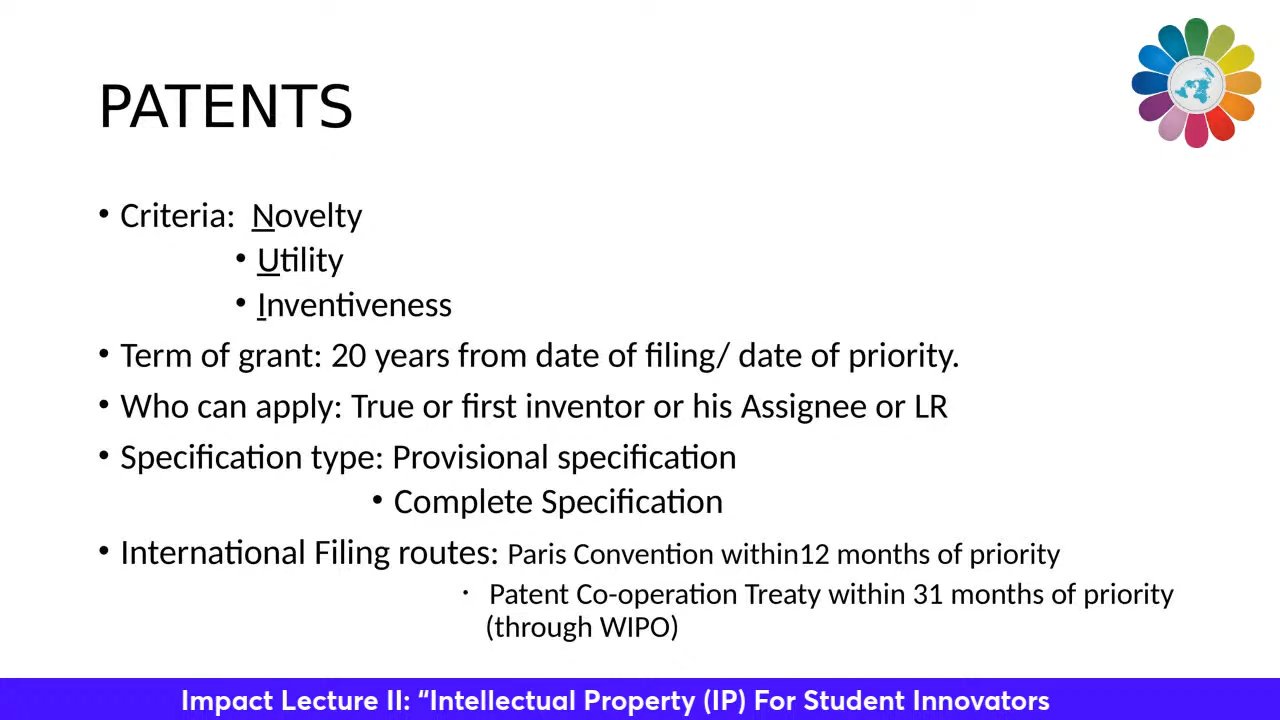 PATENTS
• Criteria: Novelty
• Utility
• Inventiveness
• Term of grant: 20 years from date of filing/ date of priority.
• Who can apply: True or first inventor or his Assignee or LR
• Specification type: Provisional specification
• Complete Specification
• International Filing routes: Paris Convention within12 months of priority
• Patent Co-operation Treaty within 31 months of priority
(through WIPO)
Impact Lecture II: “Intellectual Property (IP) For Student Innovators